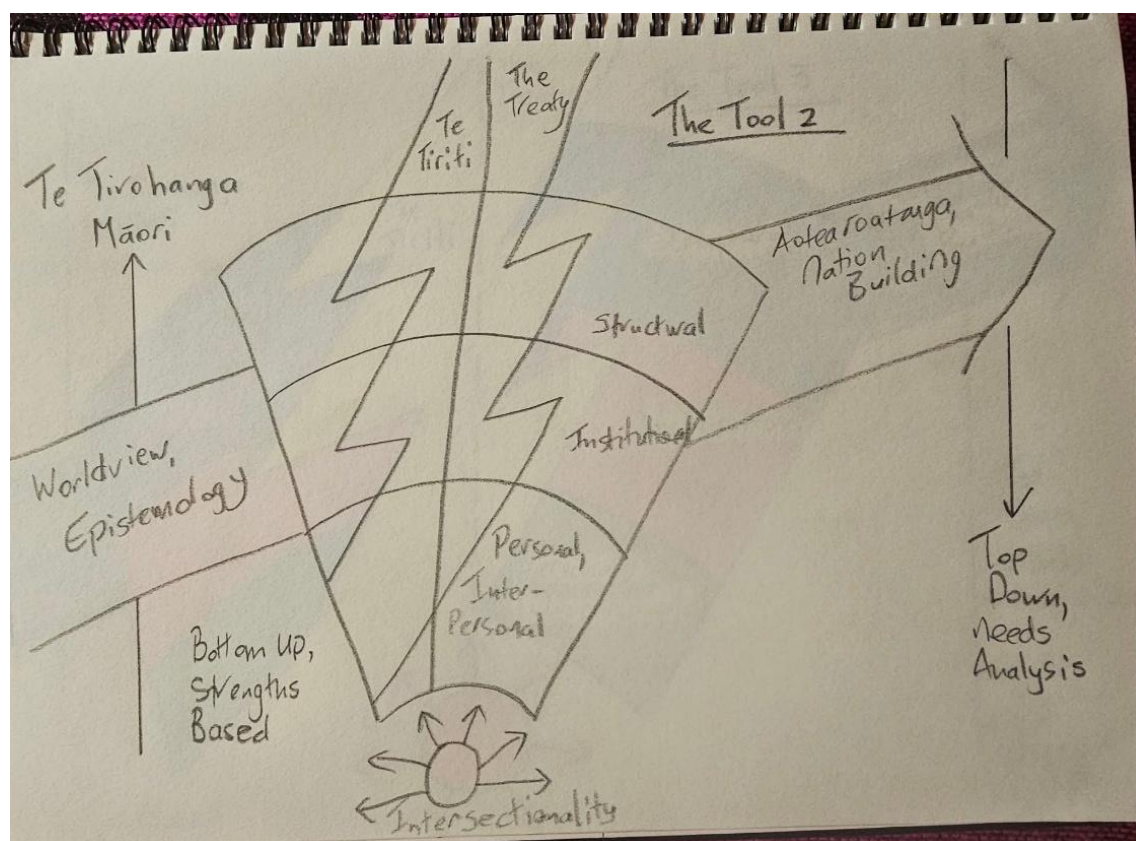 The Tool 2
Te
Tiriti
The
Treaty
Te Tirohanga
Māori
Aotearoatanga,
Nation
Building
Structural
Institutional
Worldview,
Epistemology
Personal,
Inter-
Personal
Bottom Up,
Strengths
Based
Top
Down,
Needs
Analysis
Intersectionality